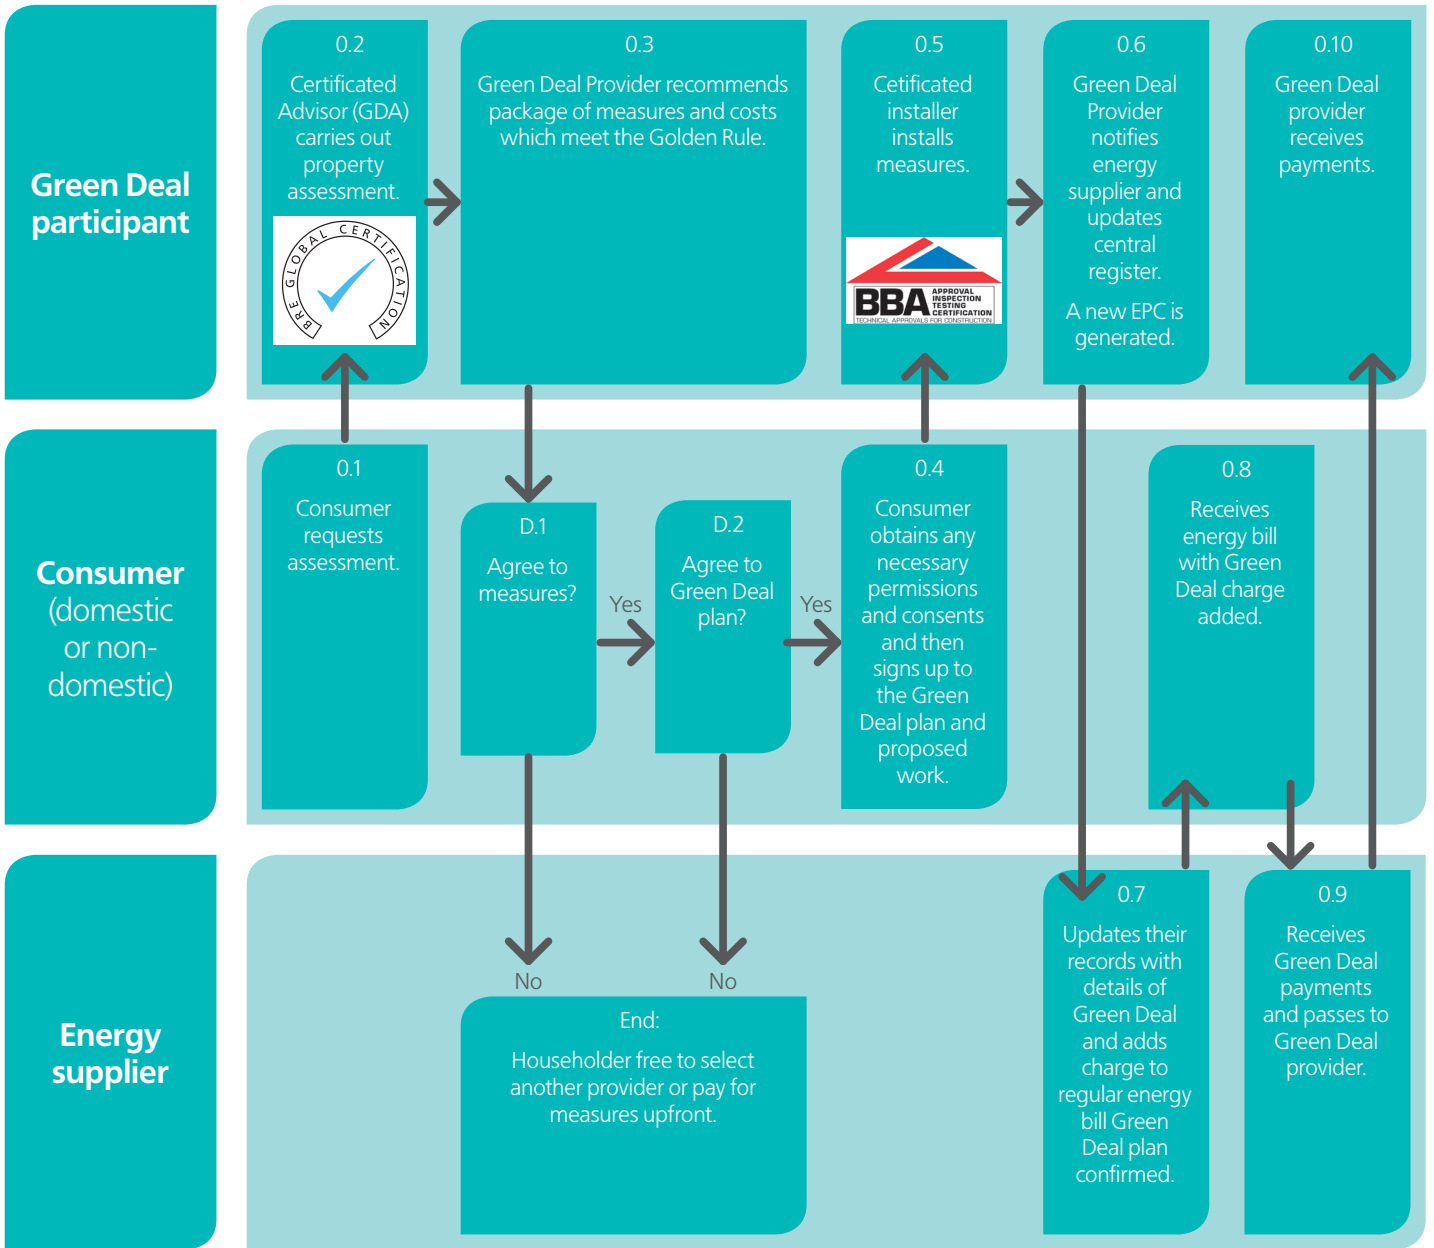 Green Deal
participant
0.2
Certificated
Advisor (GDA)
carries out
property
assessment.
BRE GLOBAL CERTIFICATION
0.3
Green Deal Provider recommends
package of measures and costs
which meet the Golden Rule.
0.5
Cetificated
installer
installs
measures.
BBA
APPROVAL
INSPECTION
TESTING
CERTIFICATION
TECHNICAL APPROVALS FOR CONSTRUCTION
0.6
Green Deal
Provider
notifies
energy
supplier and
updates
central
register.
A new EPC is
generated.
0.10
Green Deal
provider
receives
payments.
Consumer
(domestic
or non-
domestic)
0.1
Consumer
requests
assessment.
D.1
Agree to
measures?
Yes
D.2
Agree to
Green Deal
plan?
Yes
0.4
Consumer
obtains any
necessary
permissions
and consents
and then
signs up to
the Green
Deal plan and
proposed
work.
0.8
Receives
energy bill
with Green
Deal charge
added.
Energy
supplier
No
No
End:
Householder free to select
another provider or pay for
measures upfront.
0.7
Updates their
records with
details of
Green Deal
and adds
charge to
regular energy
bill Green
Deal plan
confirmed.
0.9
Receives
Green Deal
payments
and passes to
Green Deal
provider.